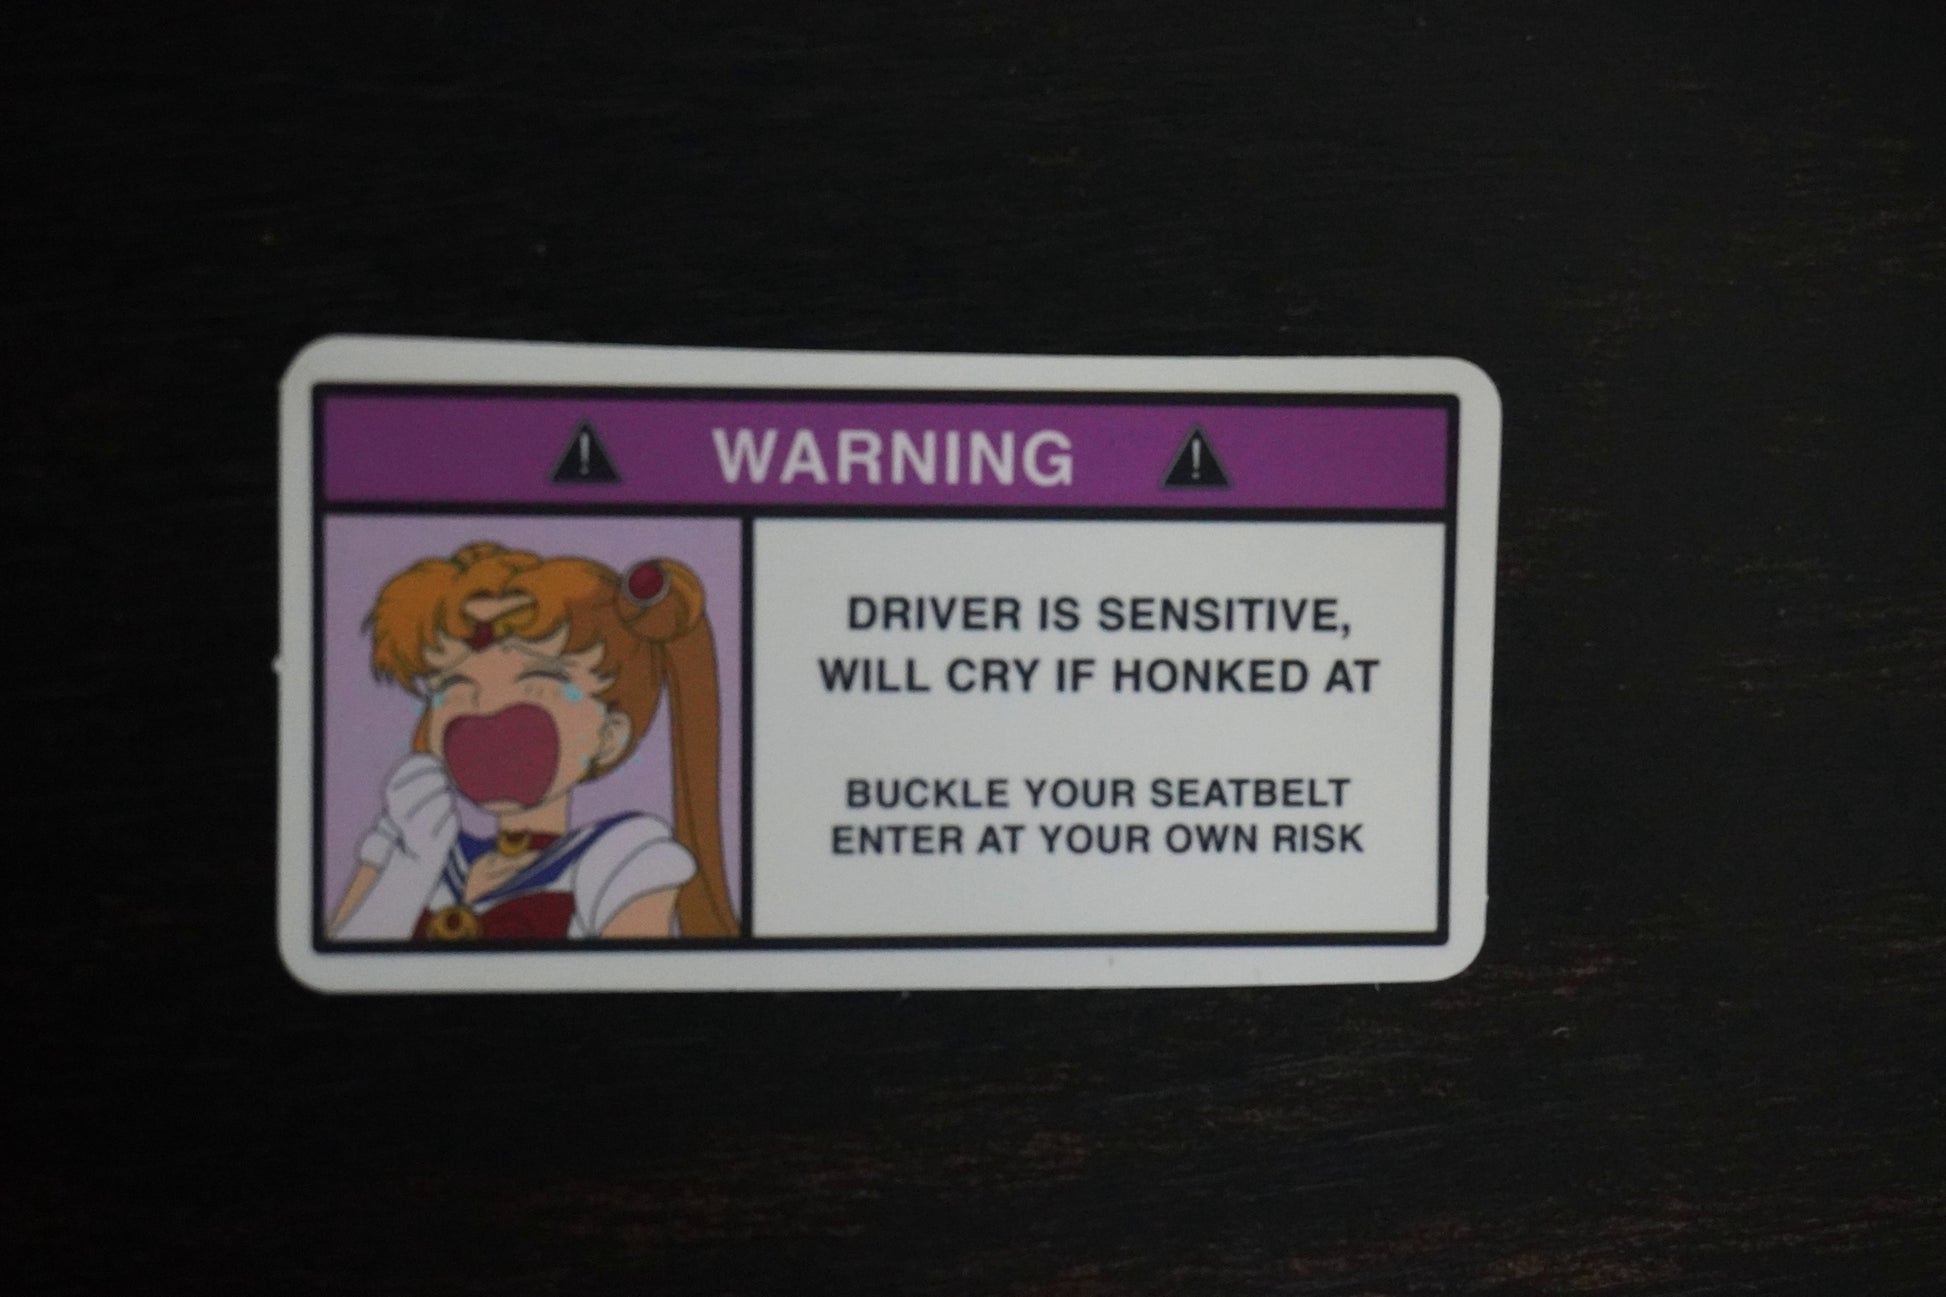 WARNING
DRIVER IS SENSITIVE,
WILL CRY IF HONKED AT
BUCKLE YOUR SEATBELT
ENTER AT YOUR OWN RISK